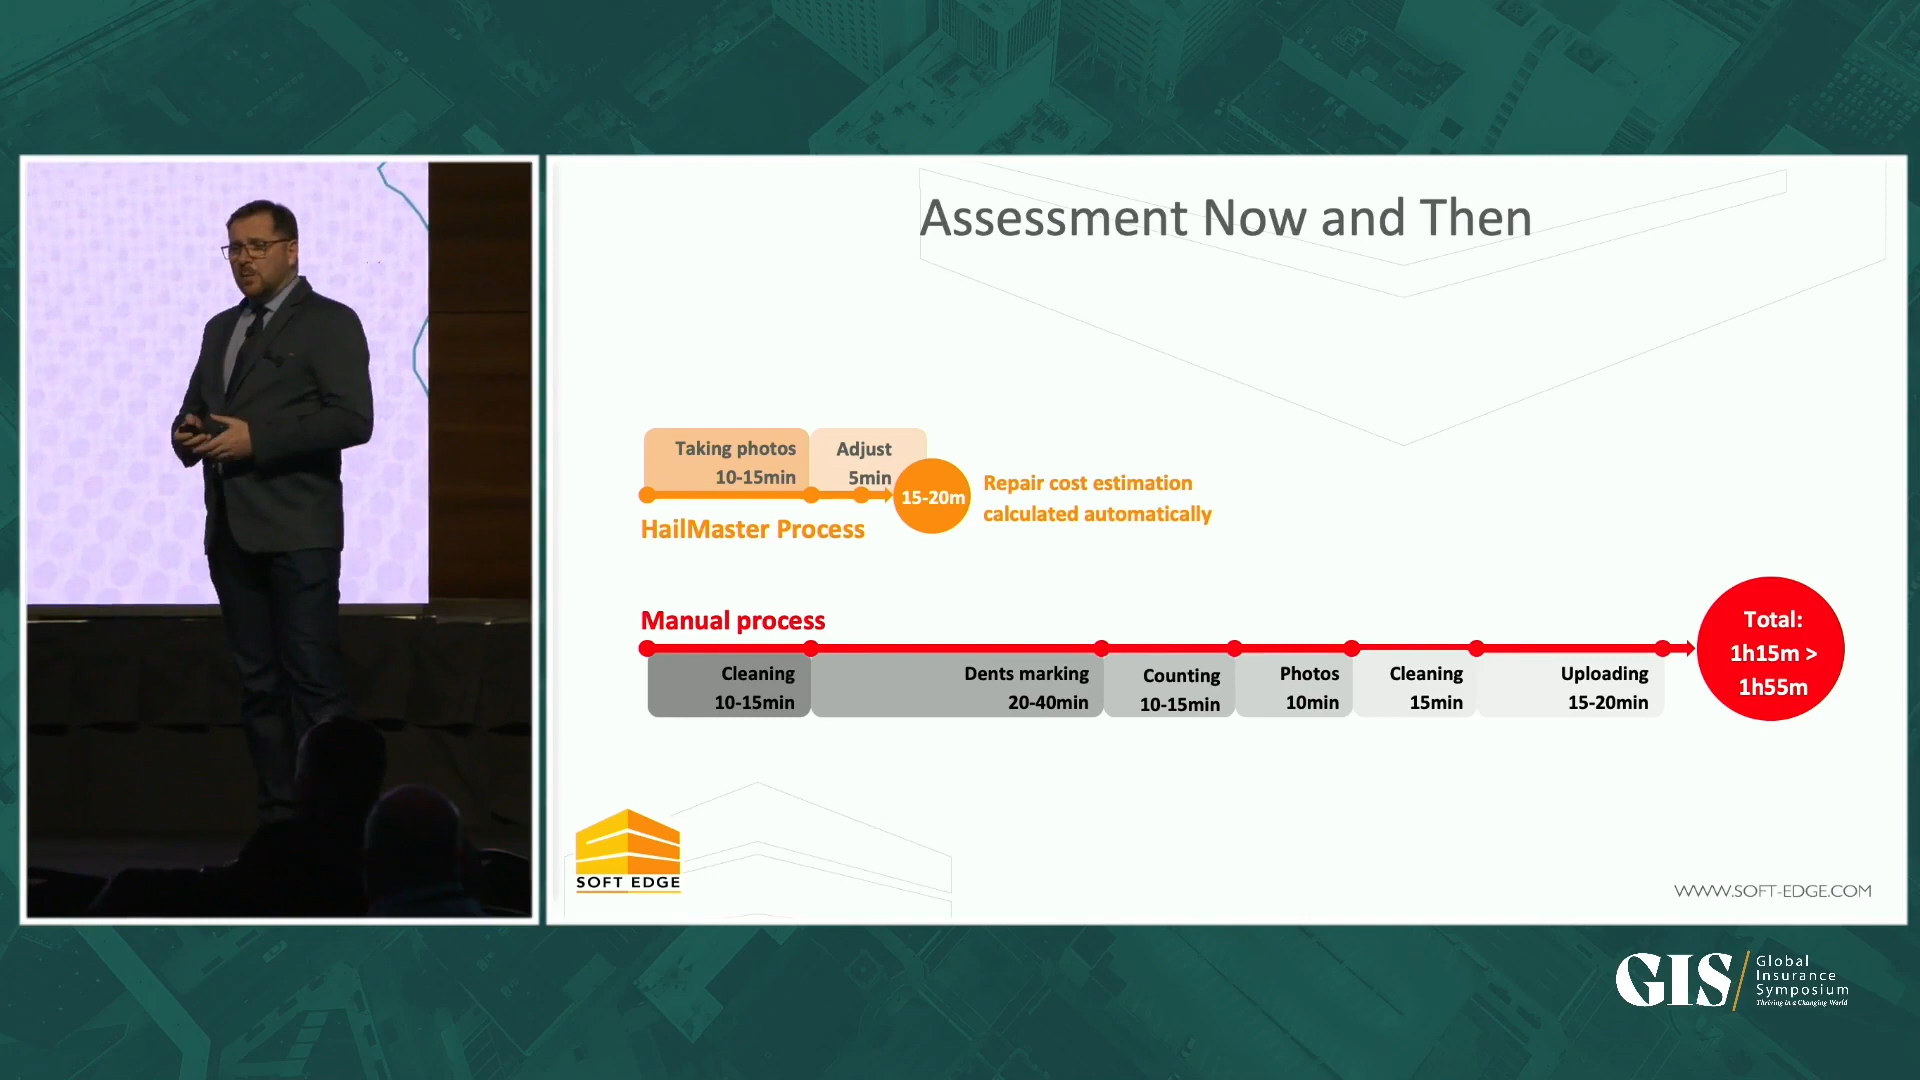 Assessment Now and Then
Taking photos
10-15min
Adjust
5min
15-20m
Repair cost estimation
calculated automatically
HailMaster Process
Manual process
Cleaning
10-15min
Dents marking
20-40min
Counting
10-15min
Photos
10min
Cleaning
15min
Uploading
15-20min
Total:
1h15m >
1h55m
SOFT EDGE
WWW.SOFT-EDGE.COM
GIS
Global
Insurance
Symposium
Thriving in a Changing World